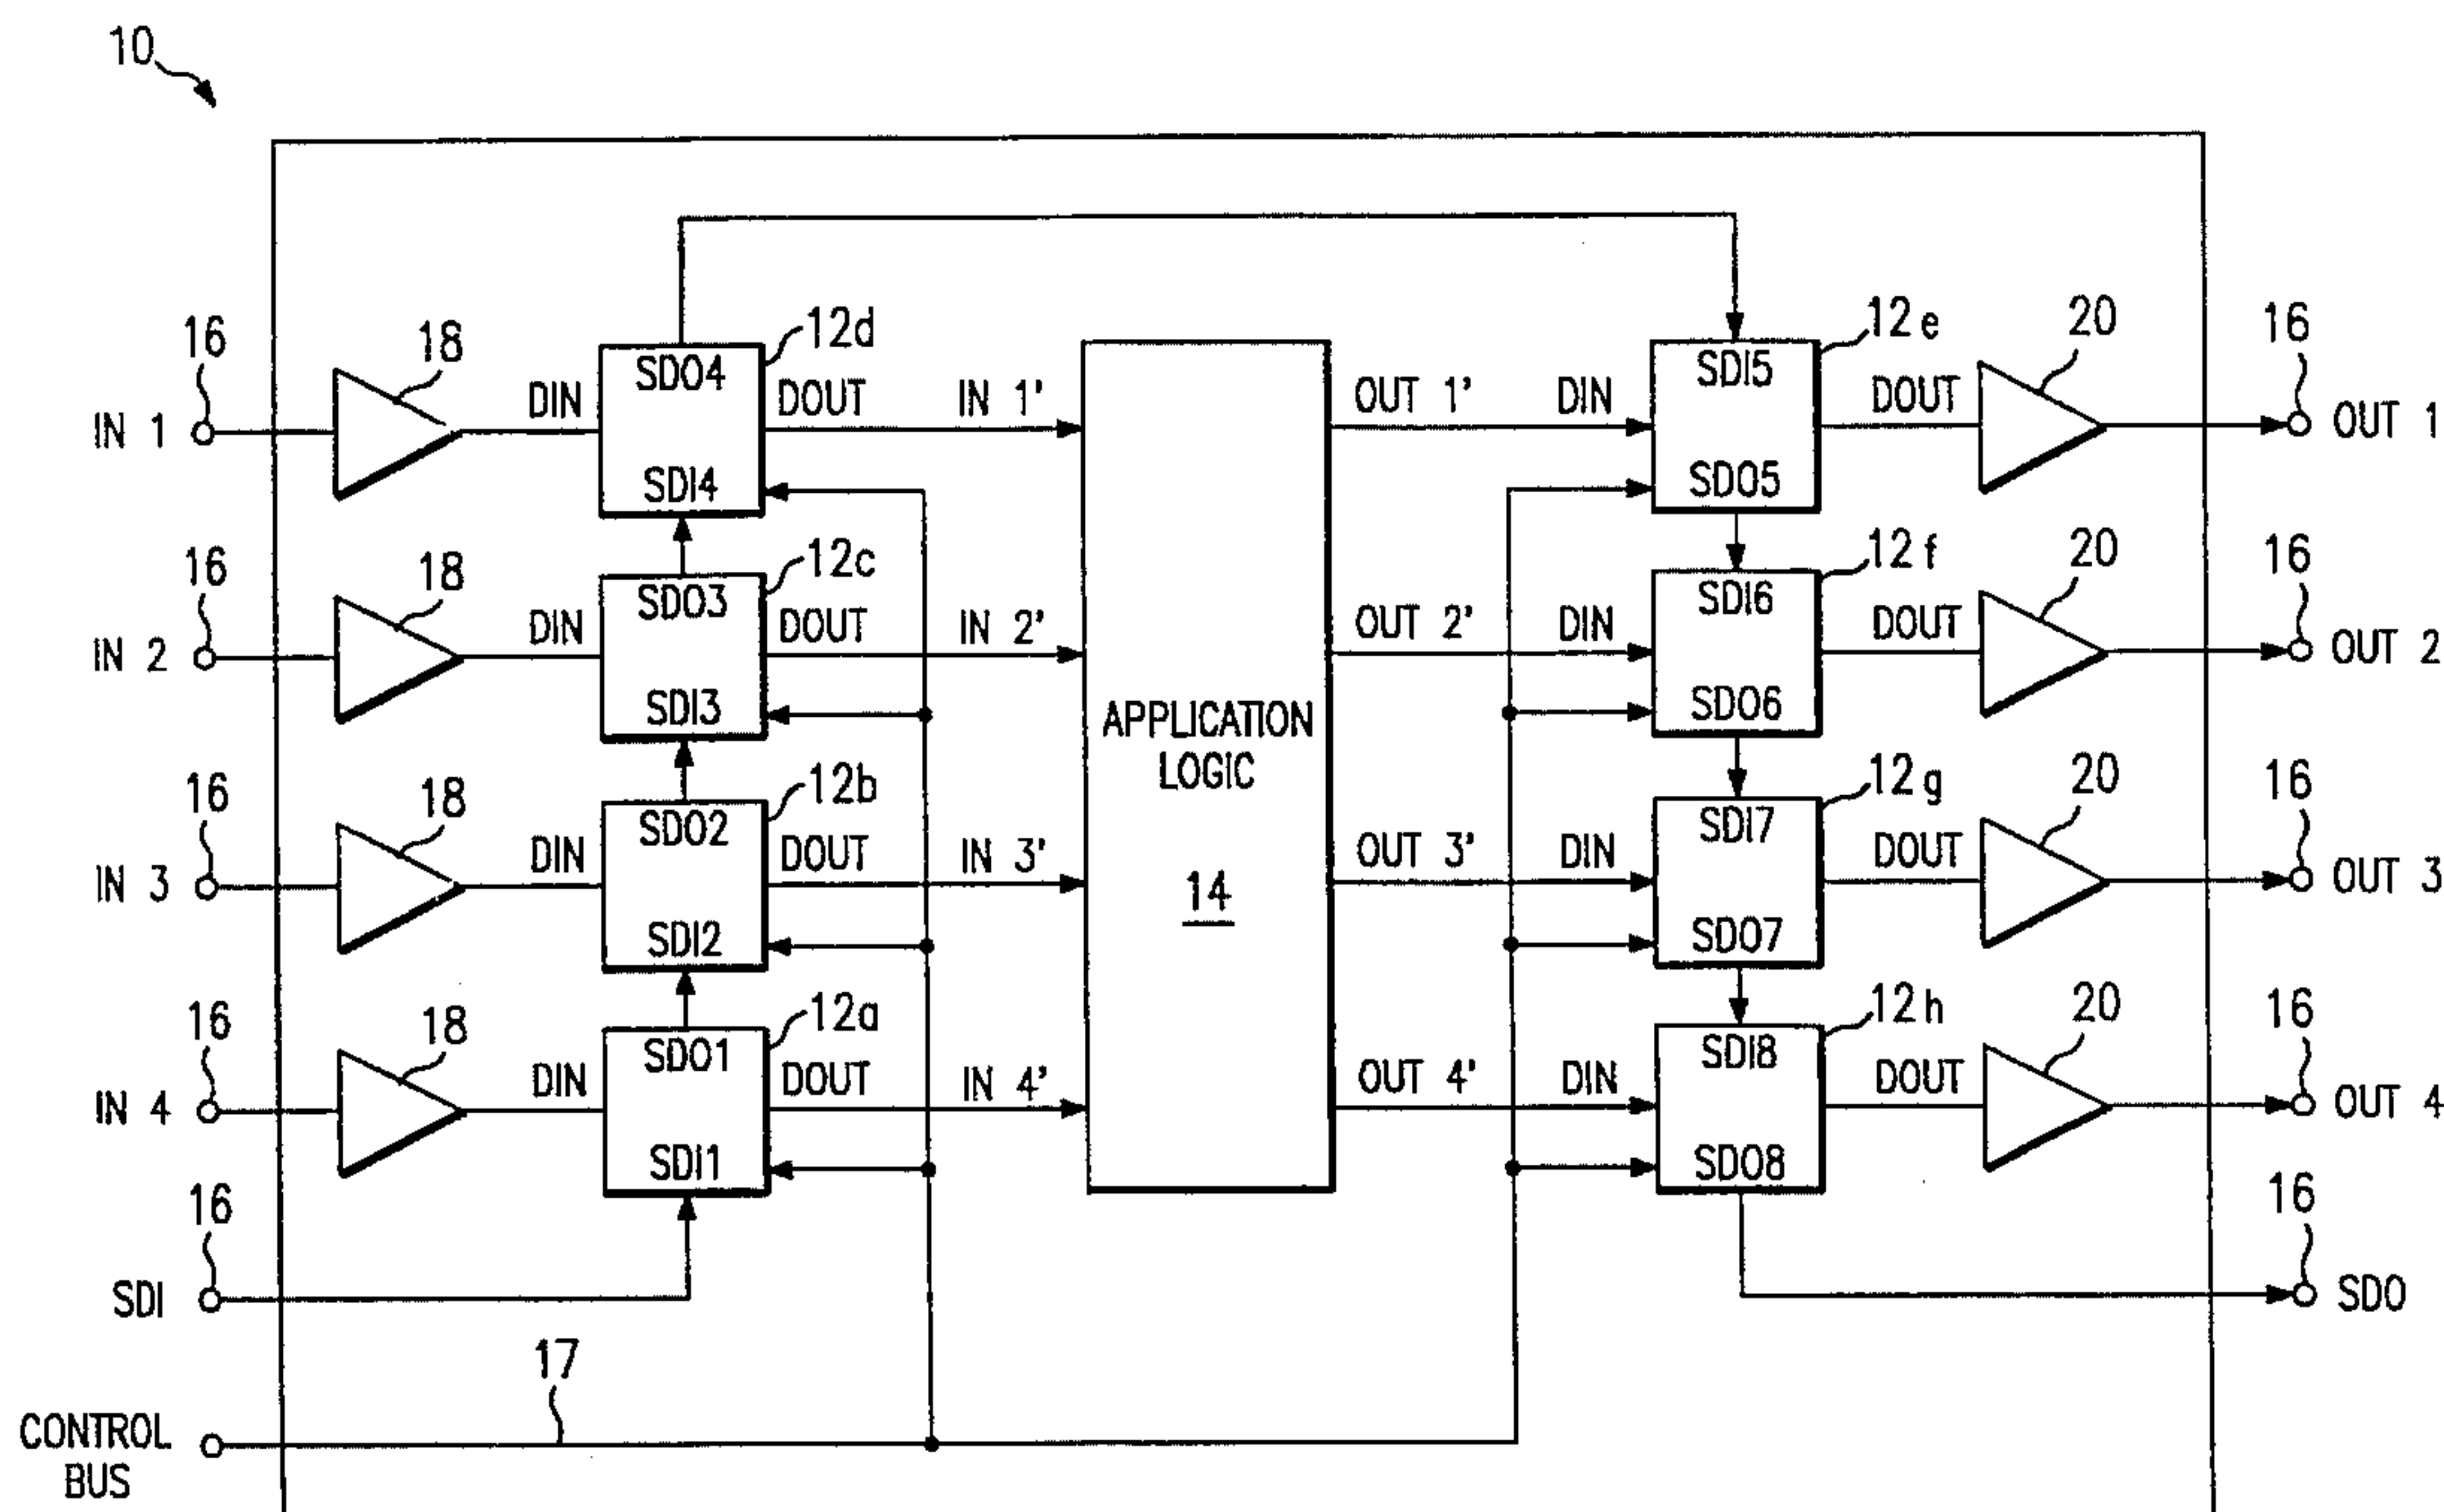 10
16 18 12d 12e 20 16
IN 1 DIN SDO4 DOUT IN 1' OUT 1' DIN SDI5 DOUT OUT 1
SDI4 SDO5
16 18 12c 12f 20 16
IN 2 DIN SDO3 DOUT IN 2' OUT 2' DIN SDI6 DOUT OUT 2
SDI3 SDO6
APPLICATION
LOGIC
14
16 18 12b 12g 20 16
IN 3 DIN SDO2 DOUT IN 3' OUT 3' DIN SDI7 DOUT OUT 3
SDI2 SDO7
16 18 12a 12h 20 16
IN 4 DIN SDO1 DOUT IN 4' OUT 4' DIN SDI8 DOUT OUT 4
SDI1 SDO8
16 16
SDI SDO
17
CONTROL
BUS